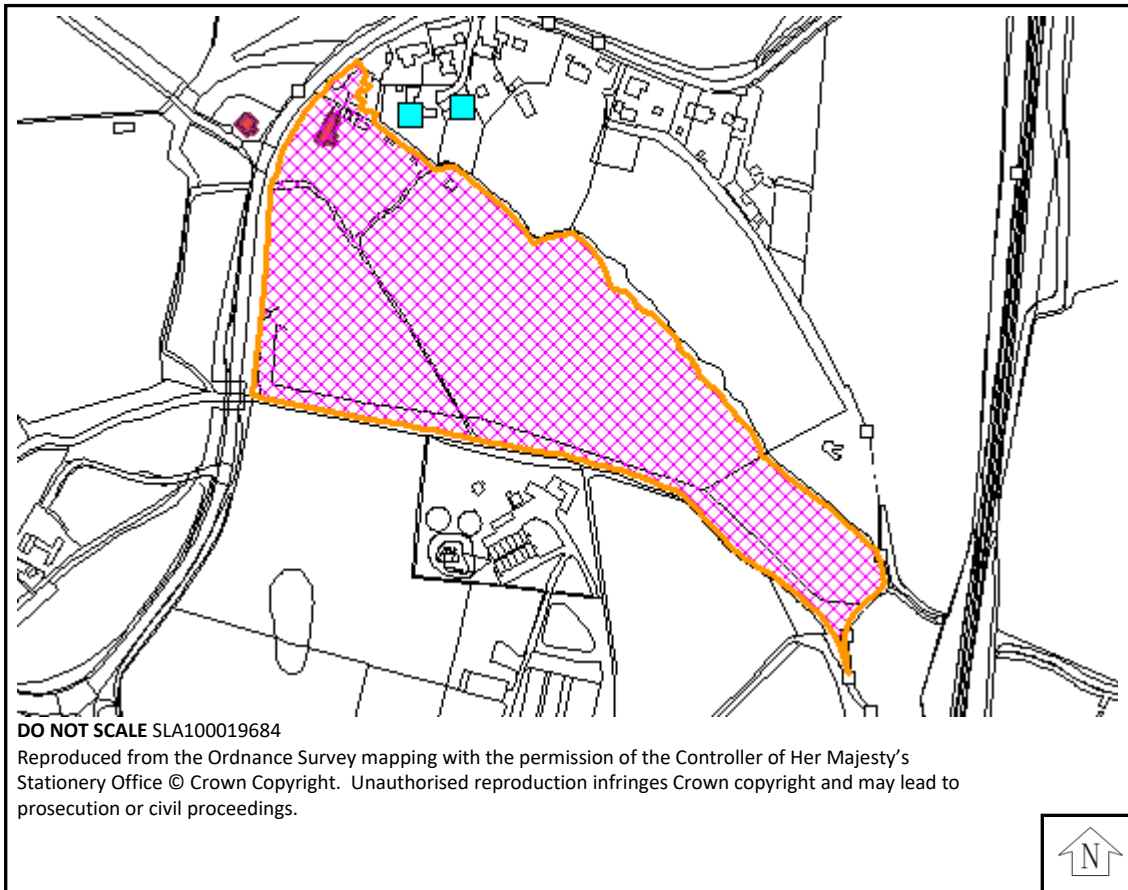 DO NOT SCALE SLA100019684
Reproduced from the Ordnance Survey mapping with the permission of the Controller of Her Majesty's
Stationery Office © Crown Copyright.  Unauthorised reproduction infringes Crown copyright and may lead to
prosecution or civil proceedings.
N